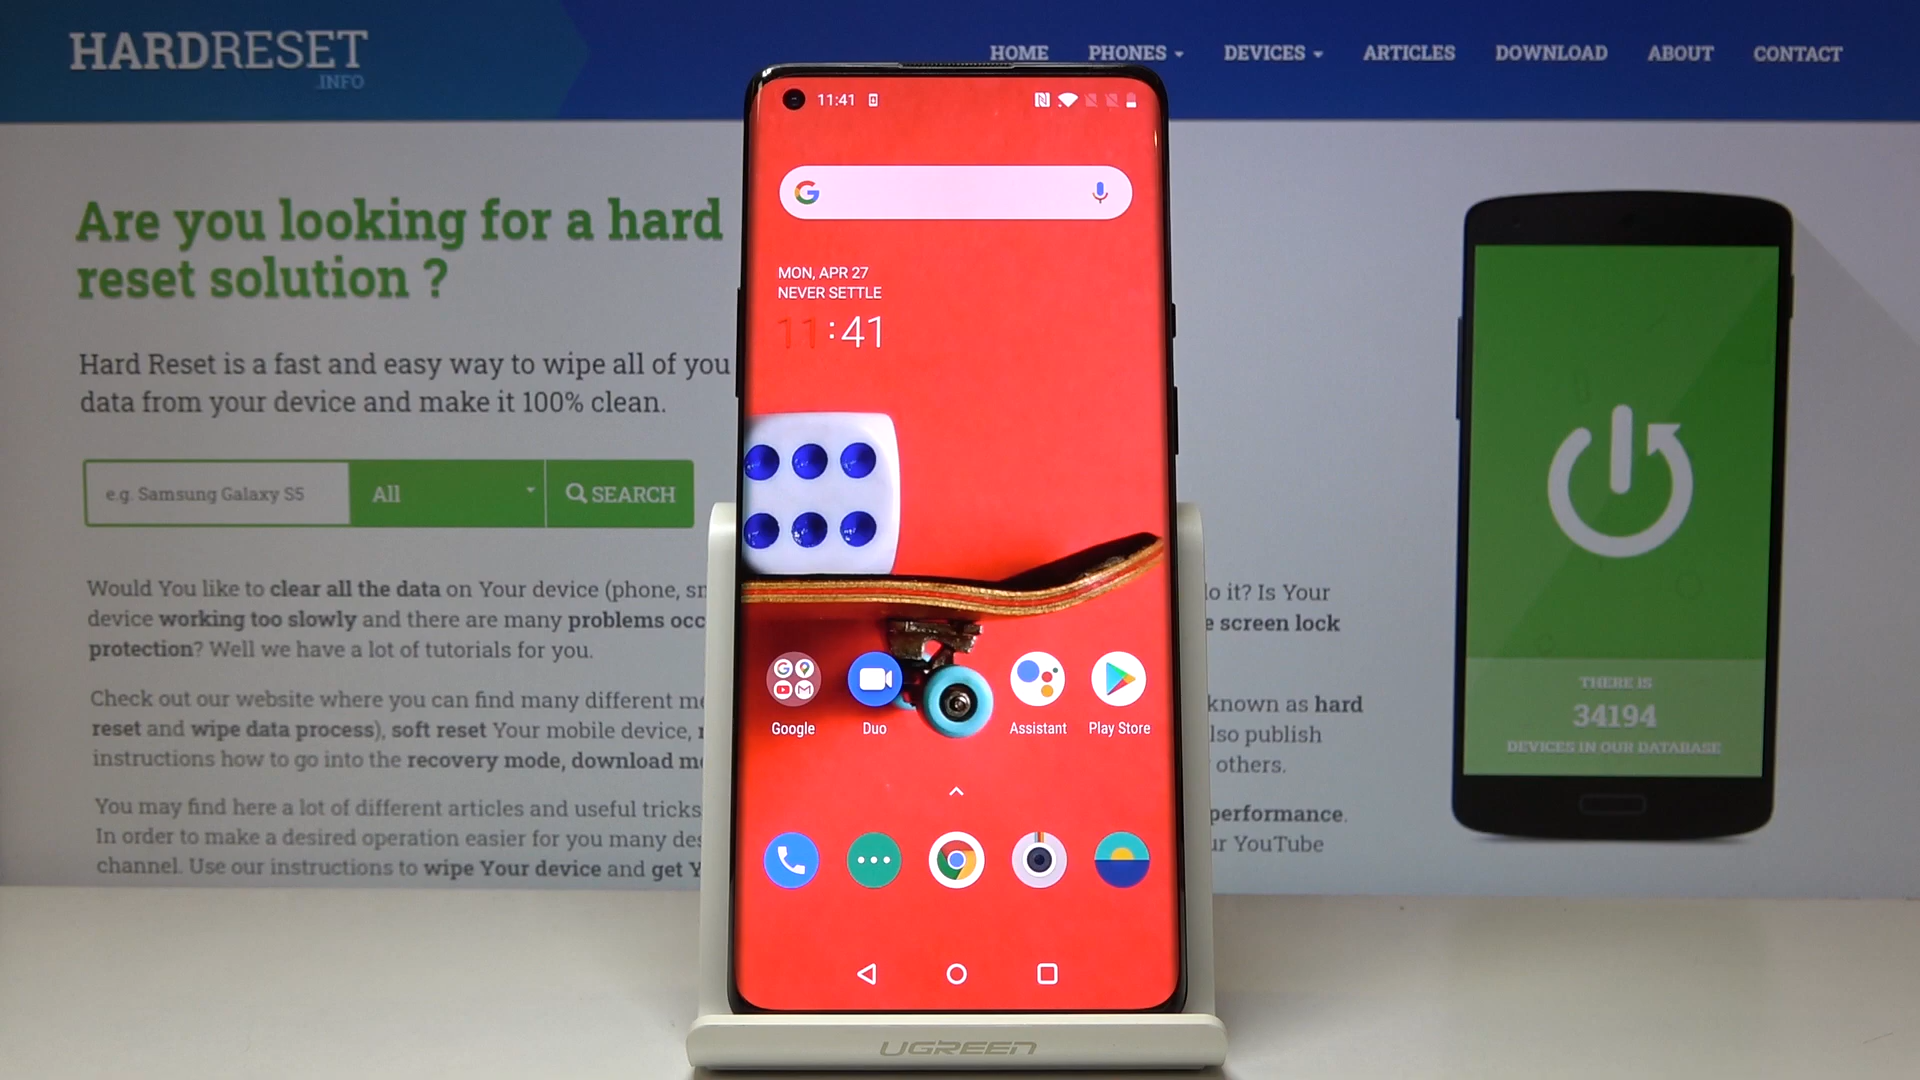 HARDRESET
.INFO
HOME PHONES DEVICES ARTICLES DOWNLOAD ABOUT CONTACT
Are you looking for a hard
reset solution ?
Hard Reset is a fast and easy way to wipe all of you
data from your device and make it 100% clean.
e.g. Samsung Galaxy S5 All SEARCH
Would You like to clear all the data on Your device (phone, sm
device working too slowly and there are many problems occ
protection? Well we have a lot of tutorials for you.
Check out our website where you can find many different me
reset and wipe data process), soft reset Your mobile device,
instructions how to go into the recovery mode, download mo
You may find here a lot of different articles and useful tricks
In order to make a desired operation easier for you many des
channel. Use our instructions to wipe Your device and get Y
11:41
MON, APR 27
NEVER SETTLE
11:41
Google Duo Assistant Play Store
UGREEN
do it? Is Your
e screen lock
known as hard
lso publish
others.
performance.
ur YouTube
THERE IS
34194
DEVICES IN OUR DATABASE